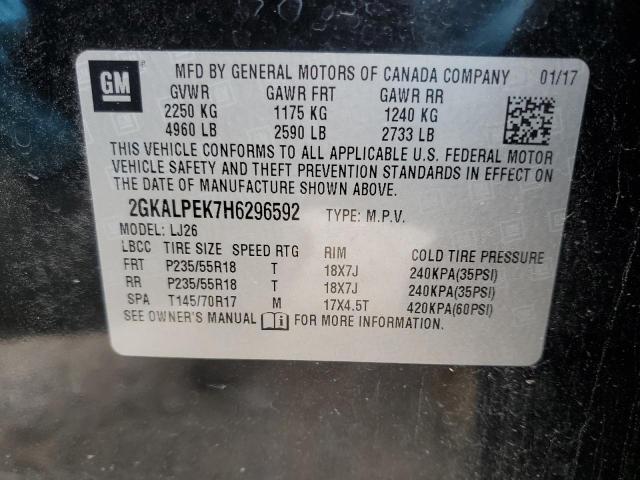 GM
MFD BY GENERAL MOTORS OF CANADA COMPANY 01/17
GVWR GAWR FRT GAWR RR
2250 KG 1175 KG 1240 KG
4960 LB 2590 LB 2733 LB
THIS VEHICLE CONFORMS TO ALL APPLICABLE U.S. FEDERAL MOTOR
VEHICLE SAFETY AND THEFT PREVENTION STANDARDS IN EFFECT ON
THE DATE OF MANUFACTURE SHOWN ABOVE.
2GKALPEK7H6296592 TYPE: M.P.V.
MODEL: LJ26
LBCC TIRE SIZE SPEED RTG RIM COLD TIRE PRESSURE
FRT P235/55R18 T 18X7J 240KPA(35PSI)
RR P235/55R18 T 18X7J 240KPA(35PSI)
SPA T145/70R17 M 17X4.5T 420KPA(60PSI)
SEE OWNER'S MANUAL FOR MORE INFORMATION.